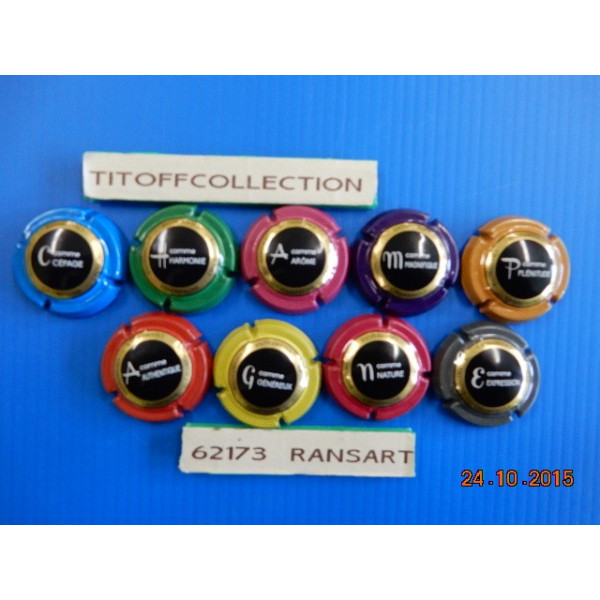 TITOFFCOLLECTION
C comme CÉPAGE
H comme HARMONIE
A comme ARÔME
M comme MAGNIFIQUE
P comme PLÉNITUDE
A comme AUTHENTIQUE
G comme GÉNÉREUX
N comme NATURE
E comme EXPRESSION
62173 RANSART
24.10.2015